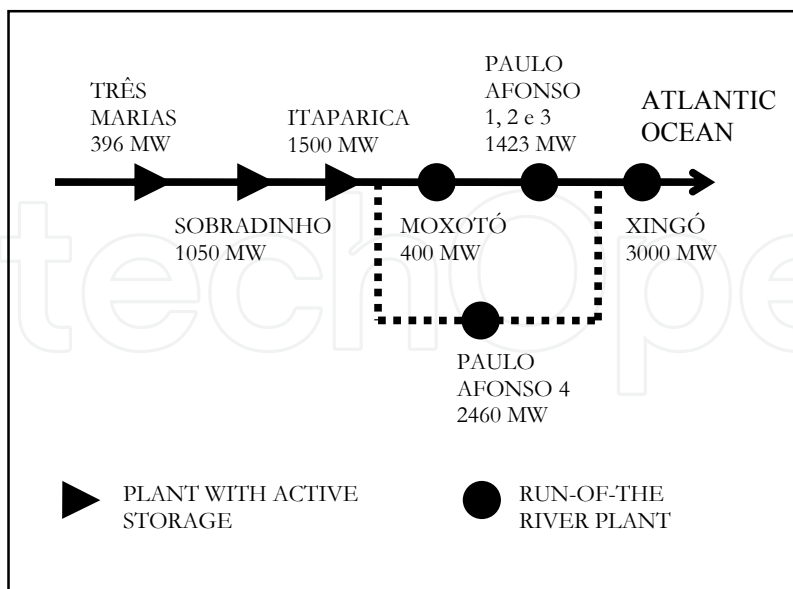 TRÊS
MARIAS
396 MW
SOBRADINHO
1050 MW
ITAPARICA
1500 MW
MOXOTÓ
400 MW
PAULO
AFONSO
1, 2 e 3
1423 MW
ATLANTIC
OCEAN
XINGÓ
3000 MW
PAULO
AFONSO 4
2460 MW
PLANT WITH ACTIVE
STORAGE
RUN-OF-THE
RIVER PLANT
techOpe